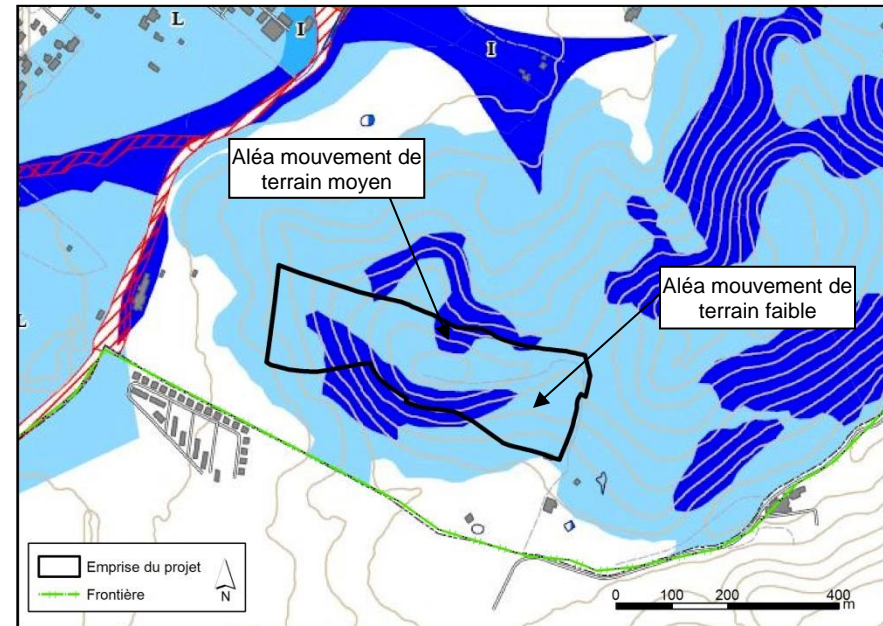 L
I
I
Aléa mouvement de
terrain moyen
Aléa mouvement de
terrain faible
L
Emprise du projet
Frontière
N
0 100 200 400
m